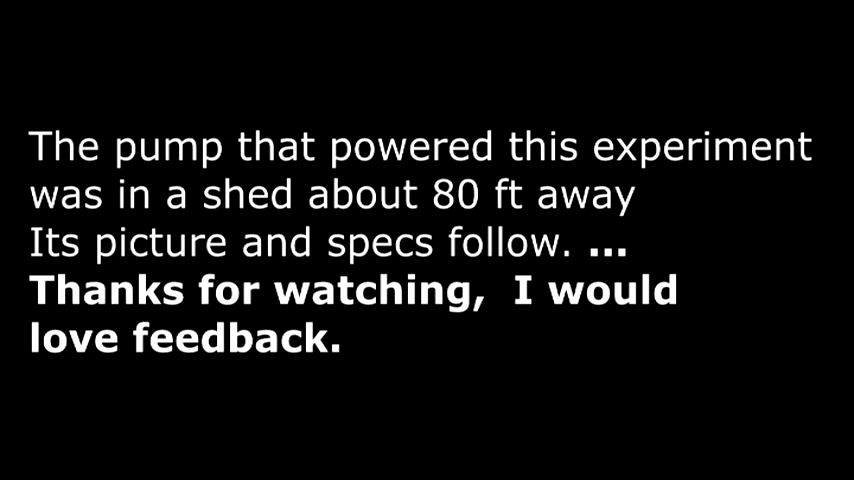 The pump that powered this experiment
was in a shed about 80 ft away
Its picture and specs follow. ...
Thanks for watching,  I would
love feedback.